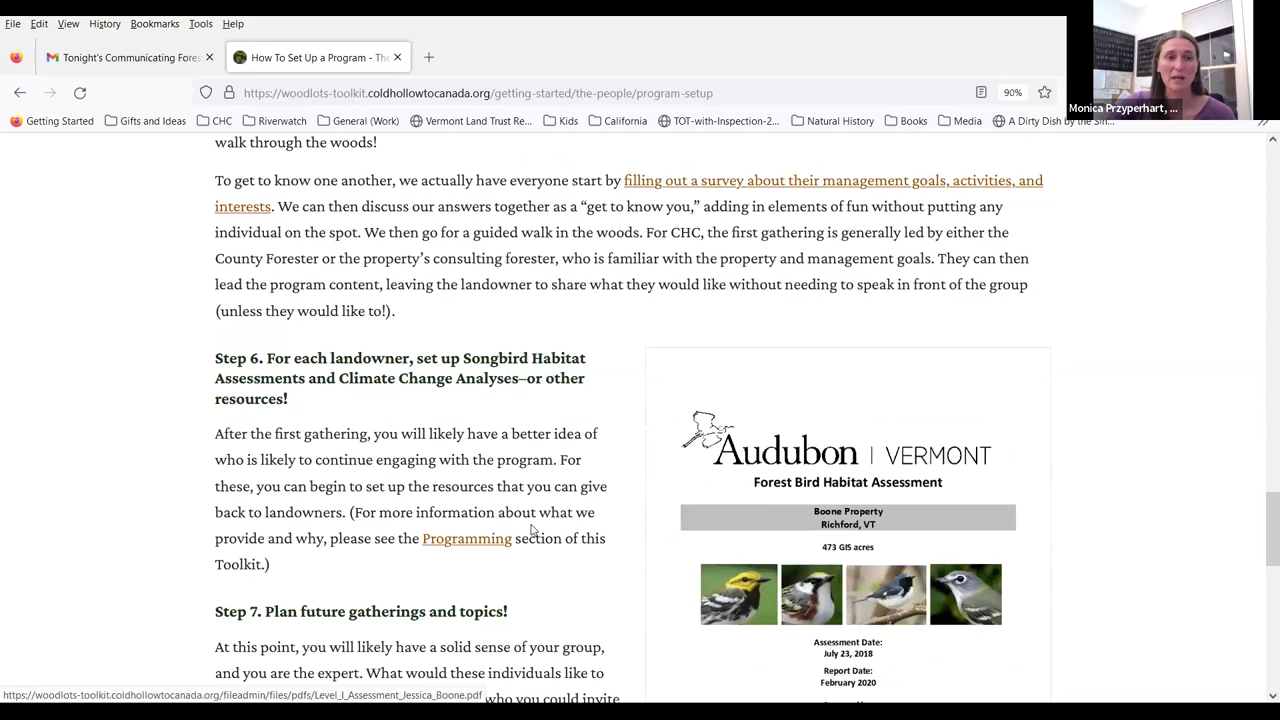 File Edit View History Bookmarks Tools Help
Tonight's Communicating Fores
How To Set Up a Program - The
https://woodlots-toolkit.coldhollowtocanada.org/getting-started/the-people/program-setup
90%
Monica Przyperhart, ...
Getting Started Gifts and Ideas CHC Riverwatch General (Work) Vermont Land Trust Re... Kids California TOT-with-Inspection-2... Natural History Books Media A Dirty Dish by the Sin...
walk through the woods!
To get to know one another, we actually have everyone start by filling out a survey about their management goals, activities, and
interests. We can then discuss our answers together as a “get to know you,” adding in elements of fun without putting any
individual on the spot. We then go for a guided walk in the woods. For CHC, the first gathering is generally led by either the
County Forester or the property’s consulting forester, who is familiar with the property and management goals. They can then
lead the program content, leaving the landowner to share what they would like without needing to speak in front of the group
(unless they would like to!).
Step 6. For each landowner, set up Songbird Habitat
Assessments and Climate Change Analyses–or other
resources!
After the first gathering, you will likely have a better idea of
who is likely to continue engaging with the program. For
these, you can begin to set up the resources that you can give
back to landowners. (For more information about what we
provide and why, please see the Programming section of this
Toolkit.)
Step 7. Plan future gatherings and topics!
At this point, you will likely have a solid sense of your group,
and you are the expert. What would these individuals like to
who you could invite
Audubon | VERMONT
Forest Bird Habitat Assessment
Boone Property
Richford, VT
473 GIS acres
Assessment Date:
July 23, 2018
Report Date:
February 2020
https://woodlots-toolkit.coldhollowtocanada.org/fileadmin/files/pdfs/Level_I_Assessment_Jessica_Boone.pdf